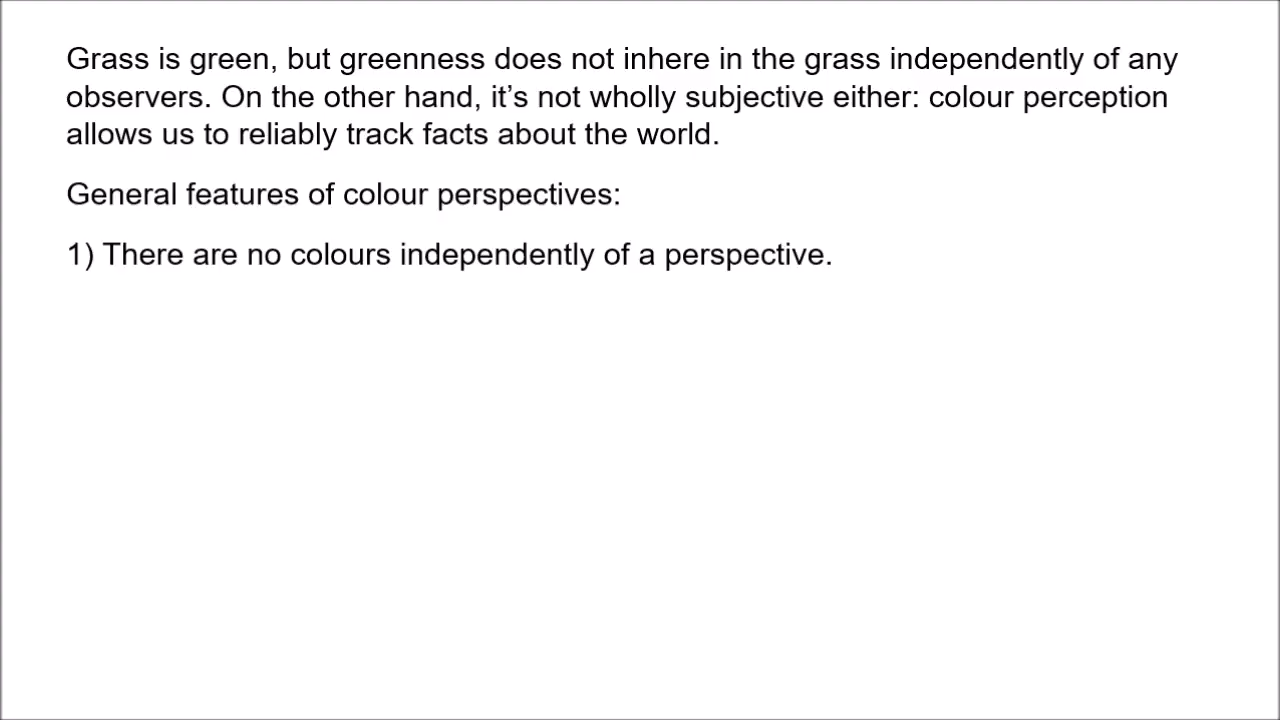 Grass is green, but greenness does not inhere in the grass independently of any
observers. On the other hand, it’s not wholly subjective either: colour perception
allows us to reliably track facts about the world.
General features of colour perspectives:
1) There are no colours independently of a perspective.